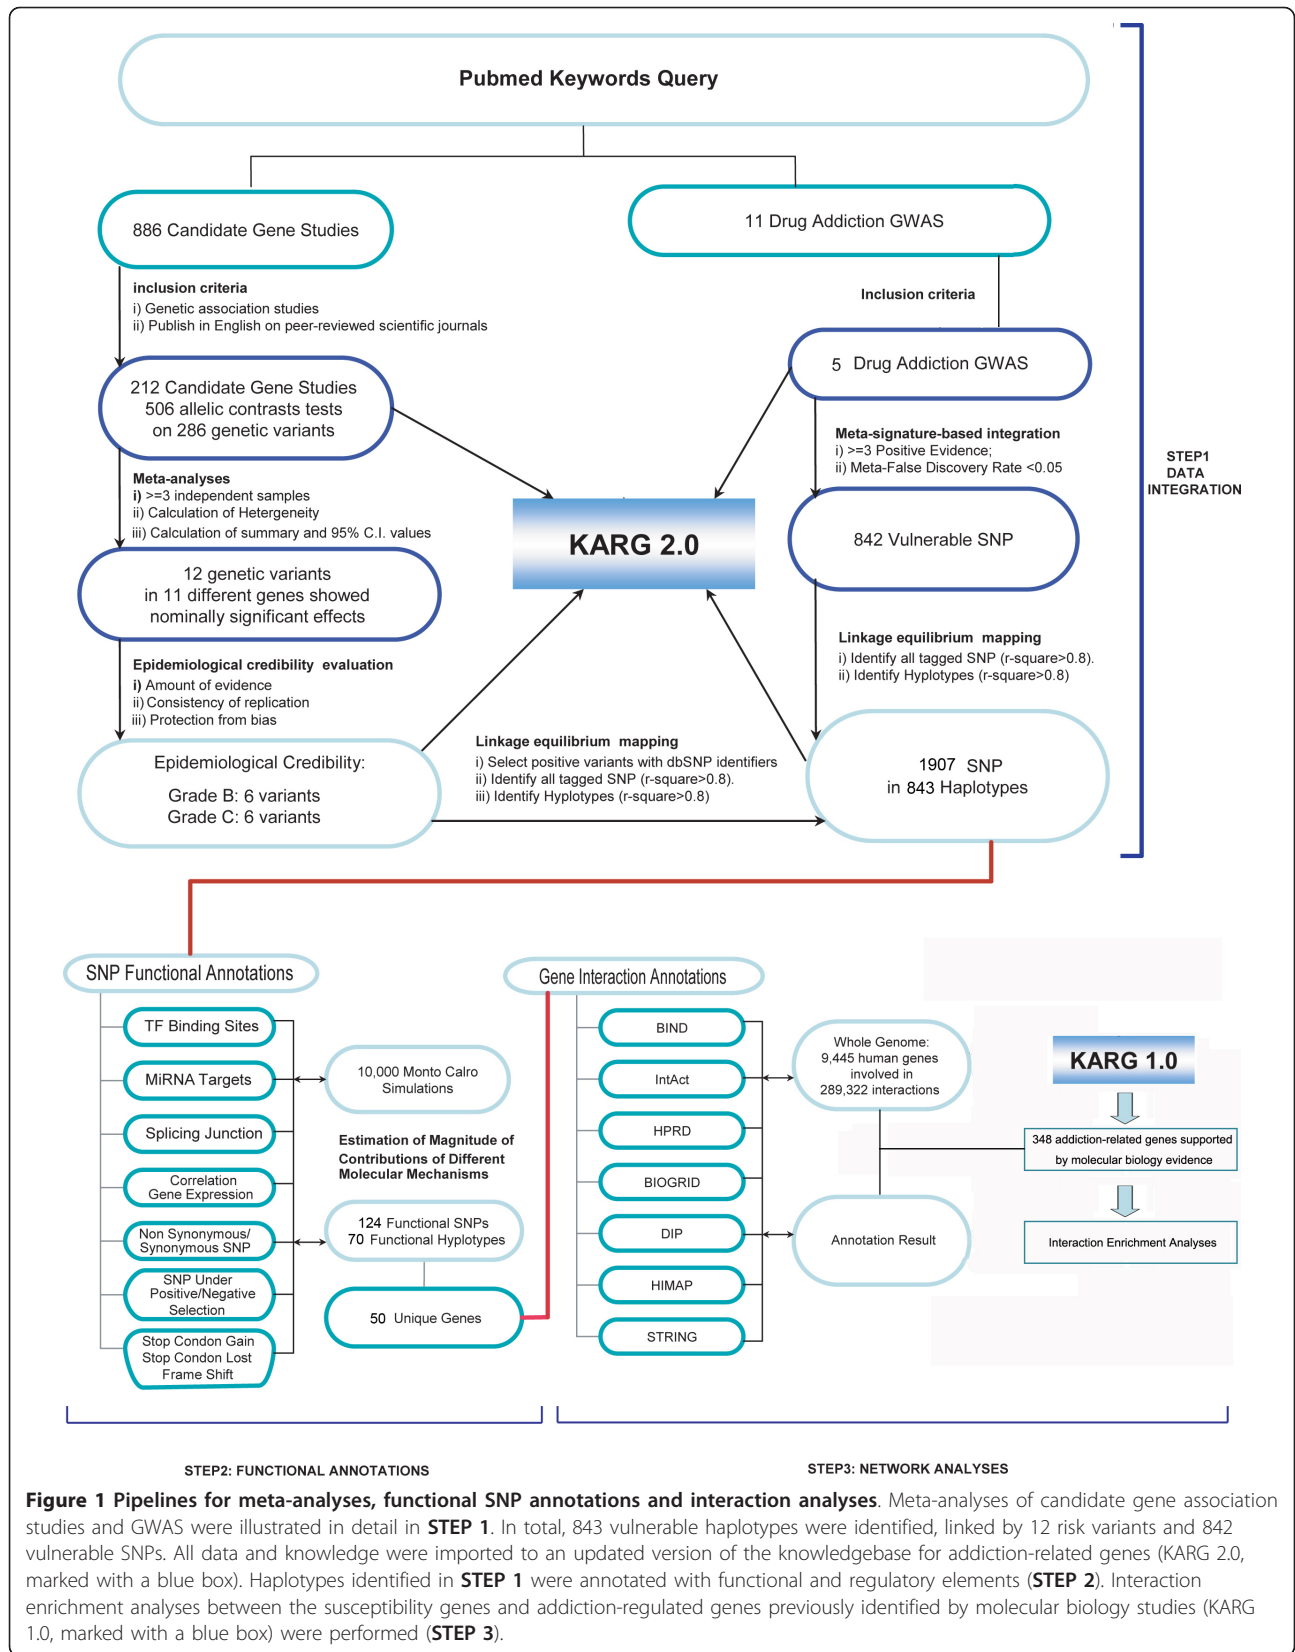 Pubmed Keywords Query
886 Candidate Gene Studies
11 Drug Addiction GWAS
inclusion criteria
i) Genetic association studies
ii) Publish in English on peer-reviewed scientific journals
Inclusion criteria
212 Candidate Gene Studies
506 allelic contrasts tests
on 286 genetic variants
5 Drug Addiction GWAS
Meta-analyses
i) >=3 independent samples
ii) Calculation of Hetergeneity
iii) Calculation of summary and 95% C.I. values
Meta-signature-based integration
i) >=3 Positive Evidence;
ii) Meta-False Discovery Rate <0.05
STEP1
DATA
INTEGRATION
KARG 2.0
842 Vulnerable SNP
12 genetic variants
in 11 different genes showed
nominally significant effects
Linkage equilibrium mapping
i) Identify all tagged SNP (r-square>0.8).
ii) Identify Hyplotypes (r-square>0.8)
Epidemiological credibility evaluation
i) Amount of evidence
ii) Consistency of replication
iii) Protection from bias
Linkage equilibrium mapping
i) Select positive variants with dbSNP identifiers
ii) Identify all tagged SNP (r-square>0.8).
iii) Identify Hyplotypes (r-square>0.8)
Epidemiological Credibility:
Grade B: 6 variants
Grade C: 6 variants
1907 SNP
in 843 Haplotypes
SNP Functional Annotations
TF Binding Sites
MiRNA Targets
Splicing Junction
Correlation
Gene Expression
Non Synonymous/
Synonymous SNP
SNP Under
Positive/Negative
Selection
Stop Condon Gain
Stop Condon Lost
Frame Shift
10,000 Monto Calro
Simulations
Estimation of Magnitude of
Contributions of Different
Molecular Mechanisms
124 Functional SNPs
70 Functional Hyplotypes
50 Unique Genes
Gene Interaction Annotations
BIND
IntAct
HPRD
BIOGRID
DIP
HIMAP
STRING
Whole Genome:
9,445 human genes
involved in
289,322 interactions
Annotation Result
KARG 1.0
348 addiction-related genes supported
by molecular biology evidence
Interaction Enrichment Analyses
STEP2: FUNCTIONAL ANNOTATIONS
STEP3: NETWORK ANALYSES
Figure 1 Pipelines for meta-analyses, functional SNP annotations and interaction analyses. Meta-analyses of candidate gene association
studies and GWAS were illustrated in detail in STEP 1. In total, 843 vulnerable haplotypes were identified, linked by 12 risk variants and 842
vulnerable SNPs. All data and knowledge were imported to an updated version of the knowledgebase for addiction-related genes (KARG 2.0,
marked with a blue box). Haplotypes identified in STEP 1 were annotated with functional and regulatory elements (STEP 2). Interaction
enrichment analyses between the susceptibility genes and addiction-regulated genes previously identified by molecular biology studies (KARG
1.0, marked with a blue box) were performed (STEP 3).